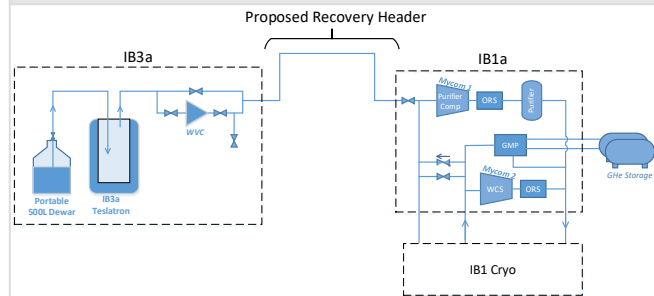 Proposed Recovery Header
IB3a
IB1a
WVC
Portable
500L Dewar
IB3a
Teslatron
Mycom 1
Purifier
Comp
ORS
Purifier
GMP
Mycom 2
WCS
ORS
GHe Storage
IB1 Cryo